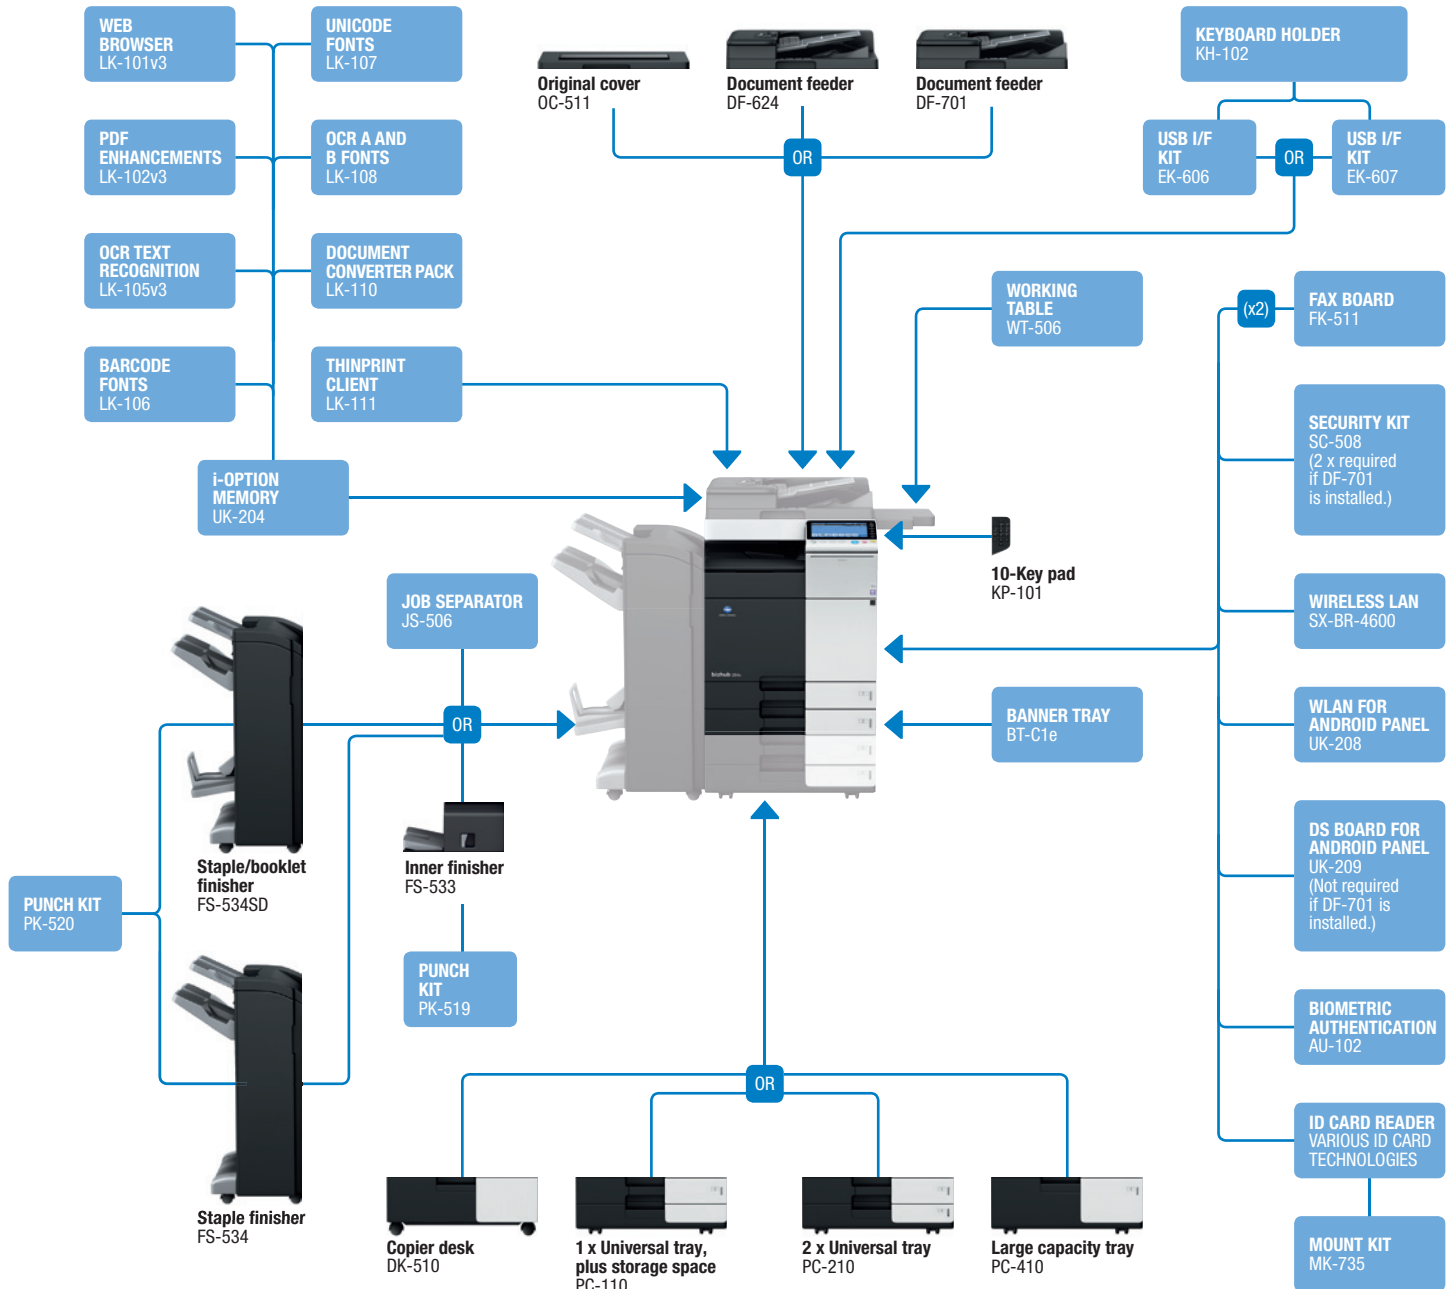 WEB
BROWSER
LK-101v3
UNICODE
FONTS
LK-107
Original cover
OC-511
Document feeder
DF-624
Document feeder
DF-701
KEYBOARD HOLDER
KH-102
PDF
ENHANCEMENTS
LK-102v3
OCR A AND
B FONTS
LK-108
OR
USB I/F
KIT
EK-606
OR
USB I/F
KIT
EK-607
OCR TEXT
RECOGNITION
LK-105v3
DOCUMENT
CONVERTER PACK
LK-110
WORKING
TABLE
WT-506
(x2)
FAX BOARD
FK-511
BARCODE
FONTS
LK-106
THINPRINT
CLIENT
LK-111
SECURITY KIT
SC-508
(2 x required
if DF-701
is installed.)
i-OPTION
MEMORY
UK-204
10-Key pad
KP-101
JOB SEPARATOR
JS-506
WIRELESS LAN
SX-BR-4600
bizhub
OR
BANNER TRAY
BT-C1e
WLAN FOR
ANDROID PANEL
UK-208
DS BOARD FOR
ANDROID PANEL
UK-209
(Not required
if DF-701 is
installed.)
Staple/booklet
finisher
FS-534SD
Inner finisher
FS-533
PUNCH KIT
PK-520
PUNCH
KIT
PK-519
BIOMETRIC
AUTHENTICATION
AU-102
OR
ID CARD READER
VARIOUS ID CARD
TECHNOLOGIES
Staple finisher
FS-534
Copier desk
DK-510
1 x Universal tray,
plus storage space
PC-110
2 x Universal tray
PC-210
Large capacity tray
PC-410
MOUNT KIT
MK-735